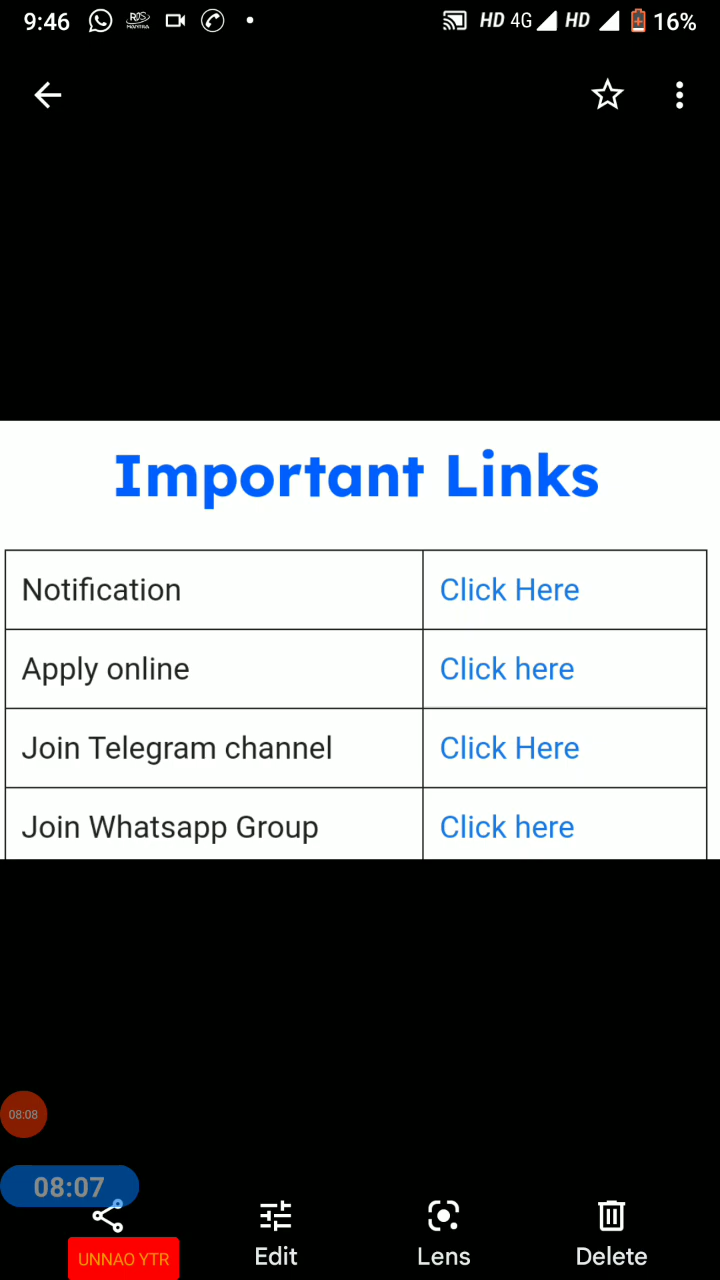 9:46
HD 4G HD 16%
Important Links
Notification Click Here
Apply online Click here
Join Telegram channel Click Here
Join Whatsapp Group Click here
08:08
08:07
UNNAO YTR
Edit
Lens
Delete